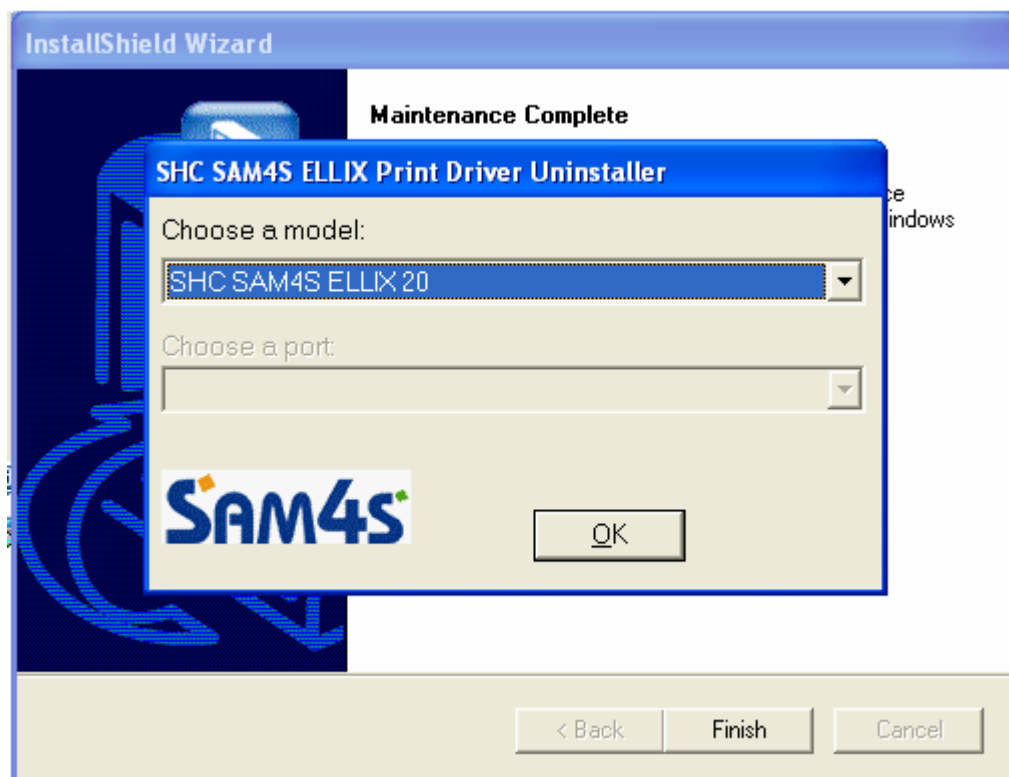 InstallShield Wizard
Maintenance Complete
SHC SAM4S ELLIX Print Driver Uninstaller
Choose a model:
SHC SAM4S ELLIX 20
Choose a port:
indows
SAM4S
OK
< Back
Finish
Cancel